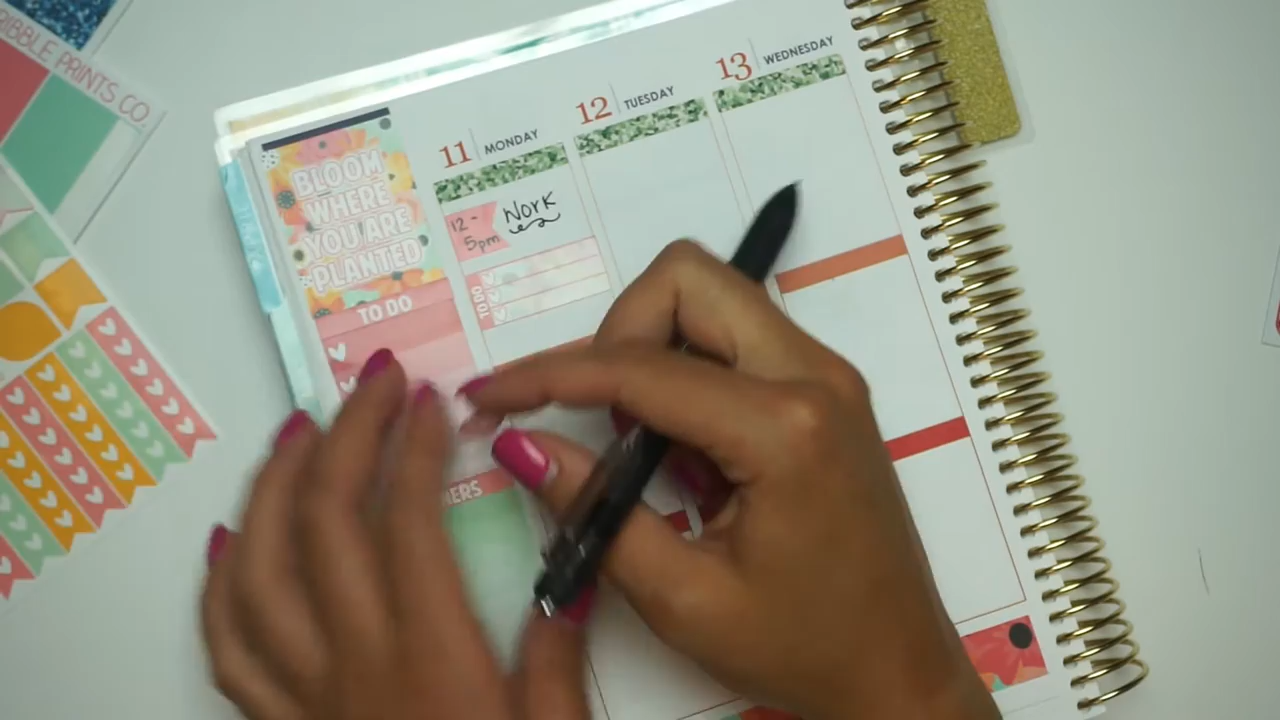 RIBBLE PRINTS CO.
BLOOM
WHERE
YOU ARE
PLANTED
TO DO
11 MONDAY
12 -
5pm
Work
TO DO
12 TUESDAY
13 WEDNESDAY
ERS